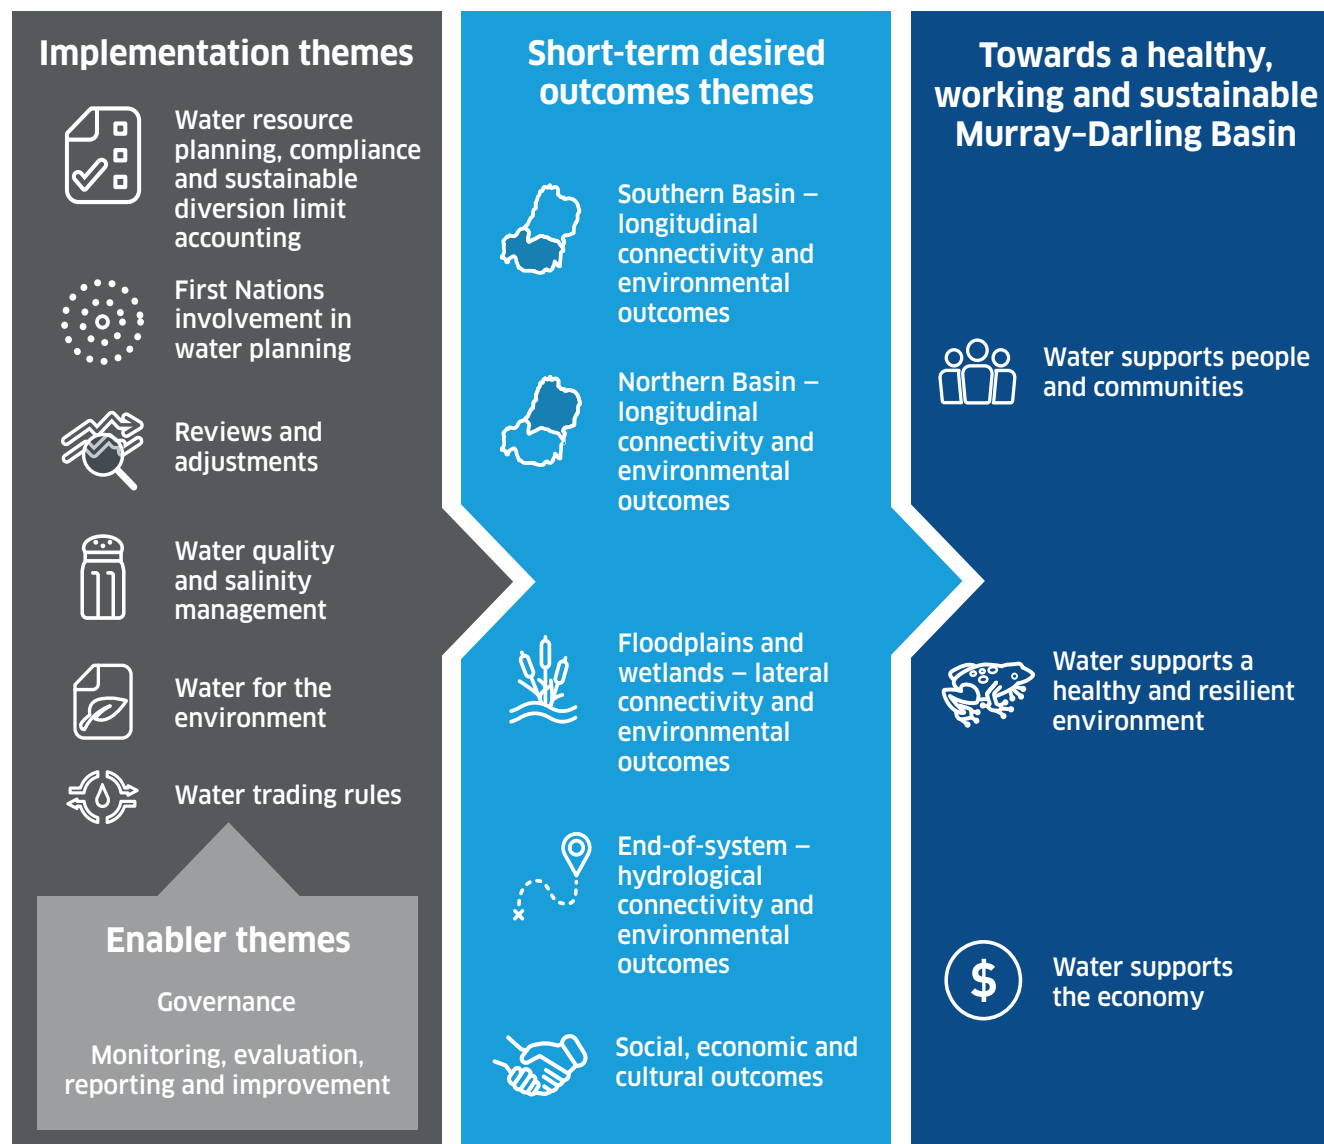 Implementation themes
Water resource
planning, compliance
and sustainable
diversion limit
accounting
First Nations
involvement in
water planning
Reviews and
adjustments
Water quality
and salinity
management
Water for the
environment
Water trading rules
Enabler themes
Governance
Monitoring, evaluation,
reporting and improvement
Short-term desired
outcomes themes
Southern Basin –
longitudinal
connectivity and
environmental
outcomes
Northern Basin –
longitudinal
connectivity and
environmental
outcomes
Floodplains and
wetlands – lateral
connectivity and
environmental
outcomes
End-of-system –
hydrological
connectivity and
environmental
outcomes
Social, economic and
cultural outcomes
Towards a healthy,
working and sustainable
Murray–Darling Basin
Water supports people
and communities
Water supports a
healthy and resilient
environment
$
Water supports
the economy